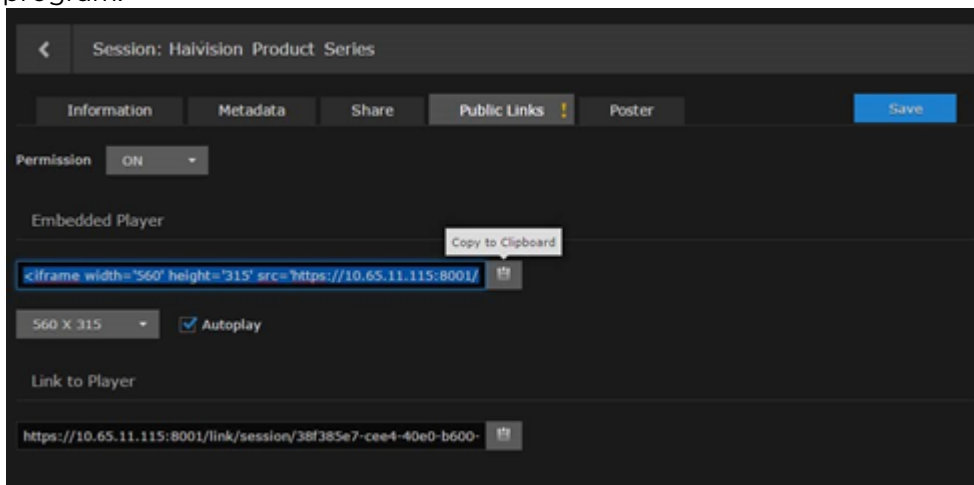 program.
Session: Haivision Product Series
Information Metadata Share Public Links ! Poster Save
Permission ON
Embedded Player
Copy to Clipboard
<iframe width='560' height='315' src='https://10.65.11.115:8001/
560 X 315 Autoplay
Link to Player
https://10.65.11.115:8001/link/session/38f385e7-cee4-40e0-b600-